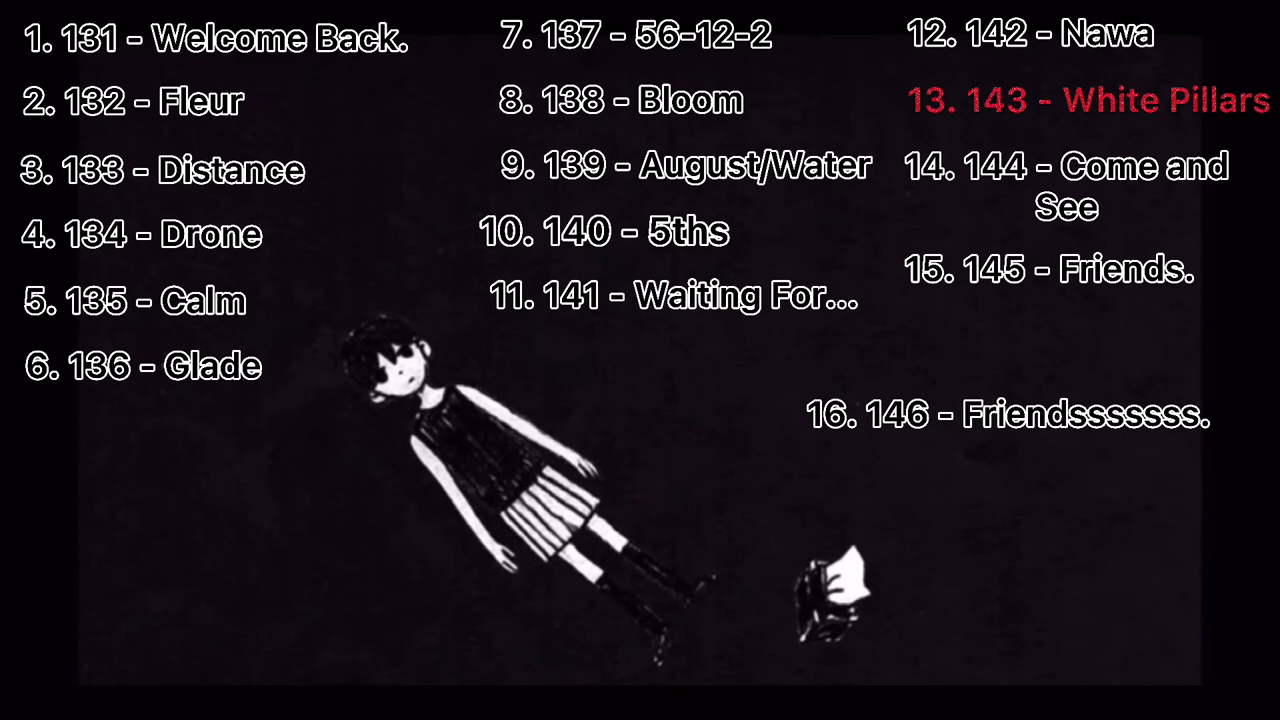 1. 131 - Welcome Back.
2. 132 - Fleur
3. 133 - Distance
4. 134 - Drone
5. 135 - Calm
6. 136 - Glade
7. 137 - 56-12-2
8. 138 - Bloom
9. 139 - August/Water
10. 140 - 5ths
11. 141 - Waiting For...
12. 142 - Nawa
13. 143 - White Pillars
14. 144 - Come and
See
15. 145 - Friends.
16. 146 - Friendsssssss.